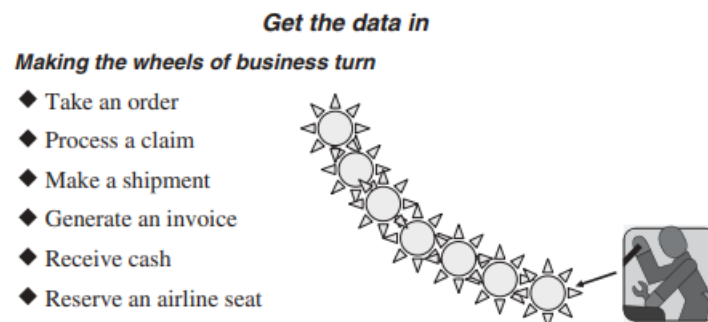 Get the data in
Making the wheels of business turn
◆ Take an order
◆ Process a claim
◆ Make a shipment
◆ Generate an invoice
◆ Receive cash
◆ Reserve an airline seat